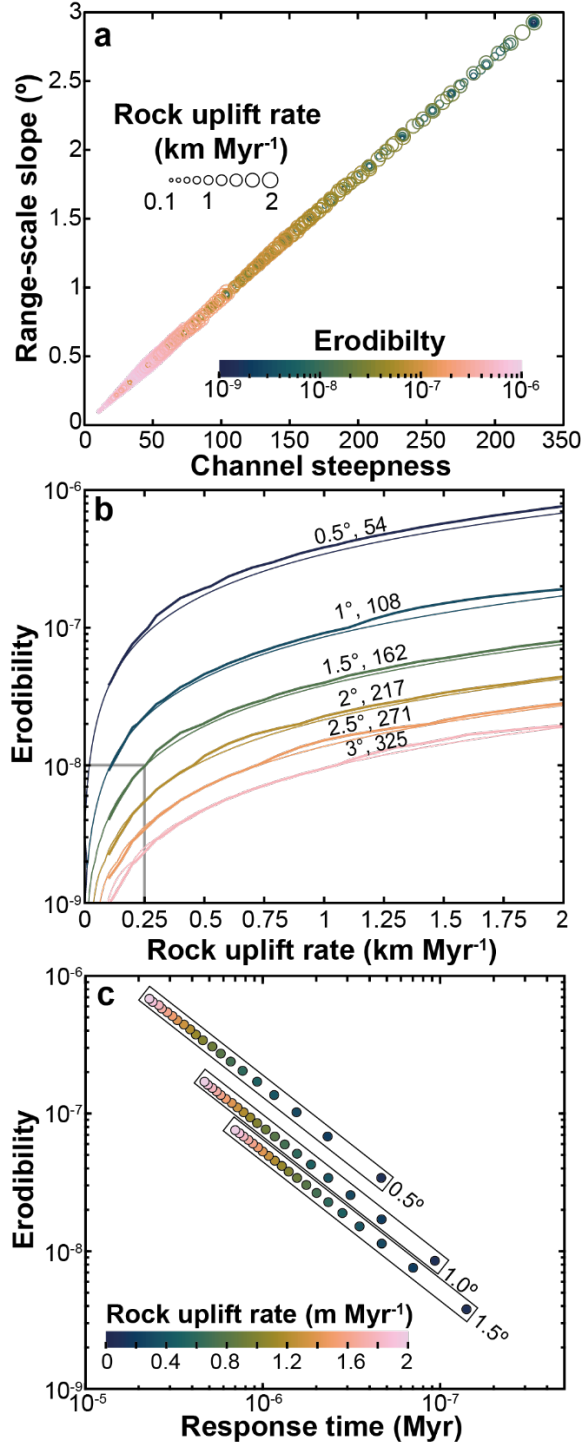 a
3
2.5
2
1.5
1
0.5
0
Range-scale slope (º)
Rock uplift rate
(km Myr-1)
0.1 1 2
Erodibilty
10-9 10-8 10-7 10-6
0 50 100 150 200 250 200 250 200 350
Channel steepness
b
10-6
10-7
10-8
10-9
Erodibility
0.5°, 54
1°, 108
1.5°, 162
2°, 217
2.5°, 271
3°, 325
0 0.25 0.5 0.75 1 1.25 1.5 1.75 2
Rock uplift rate (km Myr-1)
c
10-6
10-7
10-8
10-9
Erodibility
0.5º
1.0º
1.5º
Rock uplift rate (m Myr-1)
0 0.4 0.8 1.2 1.6 2
10-5 10-6 10-7
Response time (Myr)